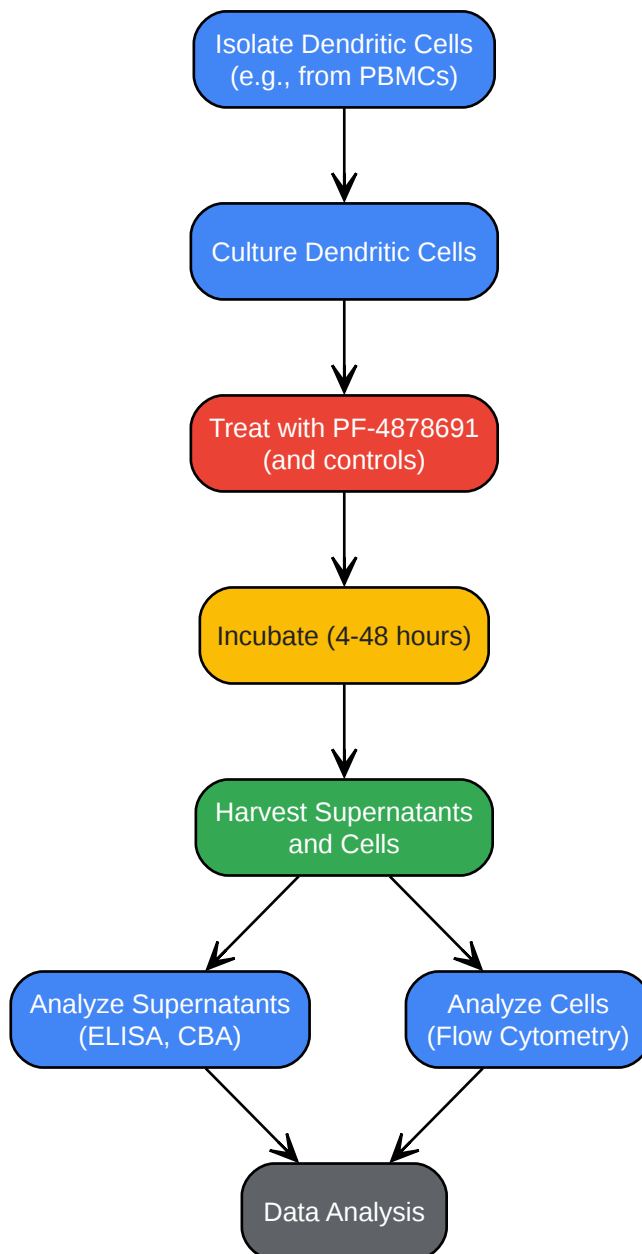 Isolate Dendritic Cells
(e.g., from PBMCs)
Culture Dendritic Cells
Treat with PF-4878691
(and controls)
Incubate (4-48 hours)
Harvest Supernatants
and Cells
Analyze Supernatants
(ELISA, CBA)
Analyze Cells
(Flow Cytometry)
Data Analysis